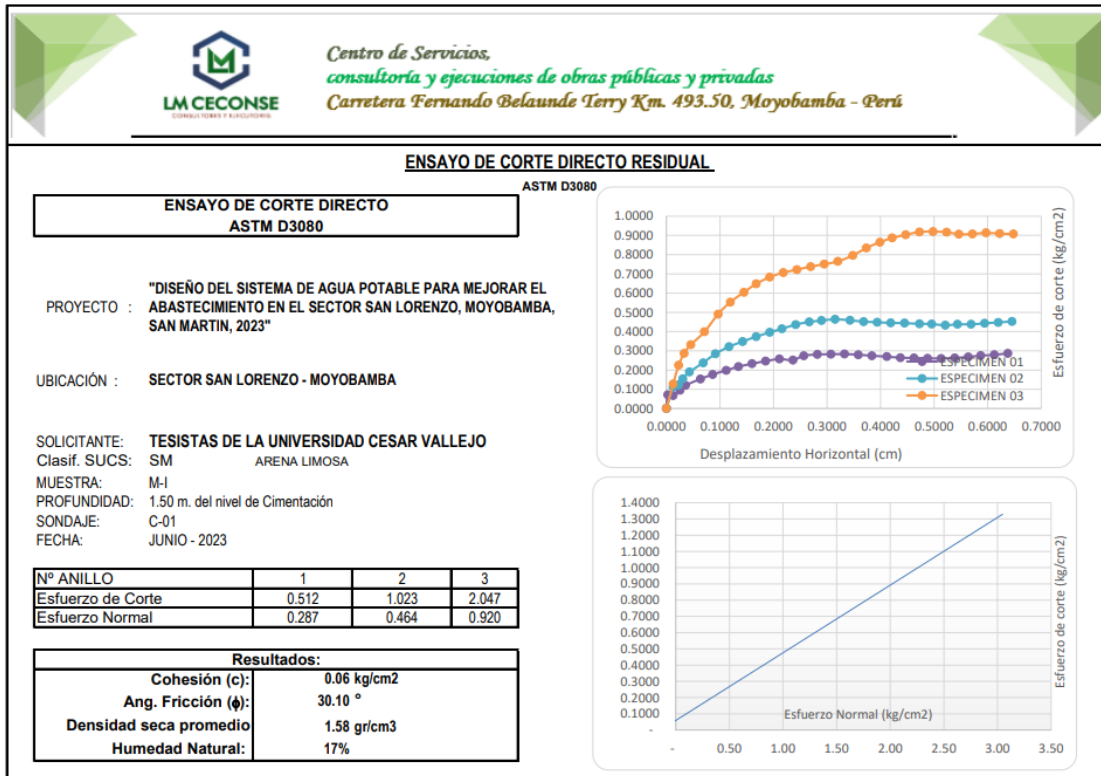 LM CECONSE
CONSULTORES Y EJECUTORES
Centro de Servicios,
consultoría y ejecuciones de obras públicas y privadas
Carretera Fernando Belaunde Terry Km. 493.50, Moyobamba - Perú
ENSAYO DE CORTE DIRECTO RESIDUAL
ASTM D3080
ENSAYO DE CORTE DIRECTO
ASTM D3080
PROYECTO : "DISEÑO DEL SISTEMA DE AGUA POTABLE PARA MEJORAR EL
ABASTECIMIENTO EN EL SECTOR SAN LORENZO, MOYOBAMBA,
SAN MARTIN, 2023"
UBICACIÓN : SECTOR SAN LORENZO - MOYOBAMBA
SOLICITANTE: TESISTAS DE LA UNIVERSIDAD CESAR VALLEJO
Clasif. SUCS: SM ARENA LIMOSA
MUESTRA: M-I
PROFUNDIDAD: 1.50 m. del nivel de Cimentación
SONDAJE: C-01
FECHA: JUNIO - 2023
Nº ANILLO 1 2 3
Esfuerzo de Corte 0.512 1.023 2.047
Esfuerzo Normal 0.287 0.464 0.920
Resultados:
Cohesión (c): 0.06 kg/cm2
Ang. Fricción (ϕ): 30.10 °
Densidad seca promedio 1.58 gr/cm3
Humedad Natural: 17%
1.0000
0.9000
0.8000
0.7000
0.6000
0.5000
0.4000
0.3000
0.2000
0.1000
0.0000
0.0000 0.1000 0.2000 0.3000 0.4000 0.5000 0.6000 0.7000
Desplazamiento Horizontal (cm)
Esfuerzo de corte (kg/cm2)
ESPECIMEN 01
ESPECIMEN 02
ESPECIMEN 03
1.4000
1.3000
1.2000
1.1000
1.0000
0.9000
0.8000
0.7000
0.6000
0.5000
0.4000
0.3000
0.2000
0.1000
-
- 0.50 1.00 1.50 2.00 2.50 3.00 3.50
Esfuerzo Normal (kg/cm2)
Esfuerzo de corte (kg/cm2)